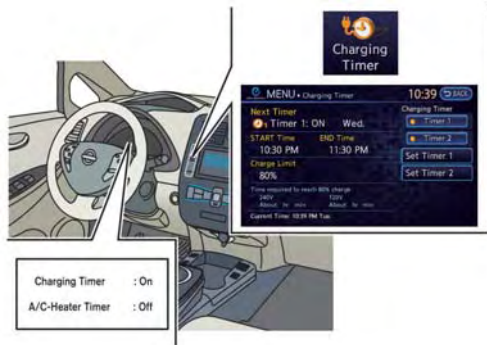 Charging
Timer
MENU • Charging Timer
10:39
BACK
Next Timer
Timer 1: ON Wed.
Charging Timer
Timer 1
Timer 2
START Time END Time
10:30 PM 11:30 PM
Set Timer 1
Set Timer 2
Charge Limit
80%
Time required to reach 80% charge
240V 120V
About hr min About hr min
Current Time: 10:39 PM Tue.
Charging Timer : On
A/C-Heater Timer : Off